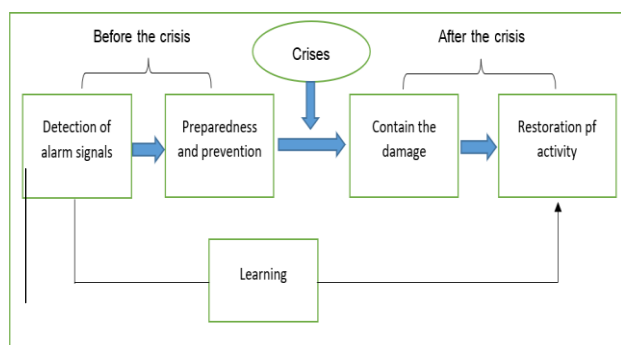 Before the crisis
After the crisis
Crises
Detection of
alarm signals
Preparedness
and prevention
Contain the
damage
Restoration pf
activity
Learning